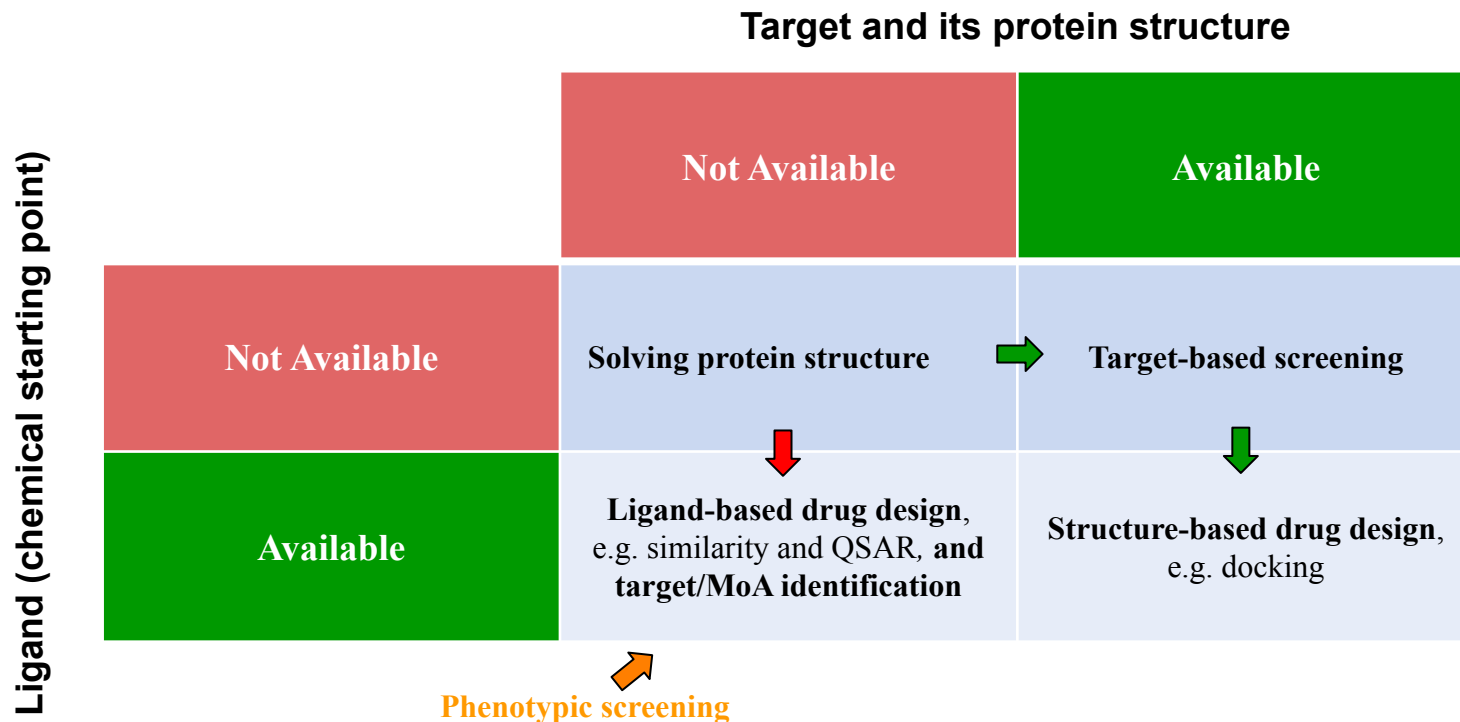 Target and its protein structure
Ligand (chemical starting point)
Not Available
Available
Not Available
Solving protein structure
Target-based screening
Available
Ligand-based drug design,
e.g. similarity and QSAR, and
target/MoA identification
Structure-based drug design,
e.g. docking
Phenotypic screening